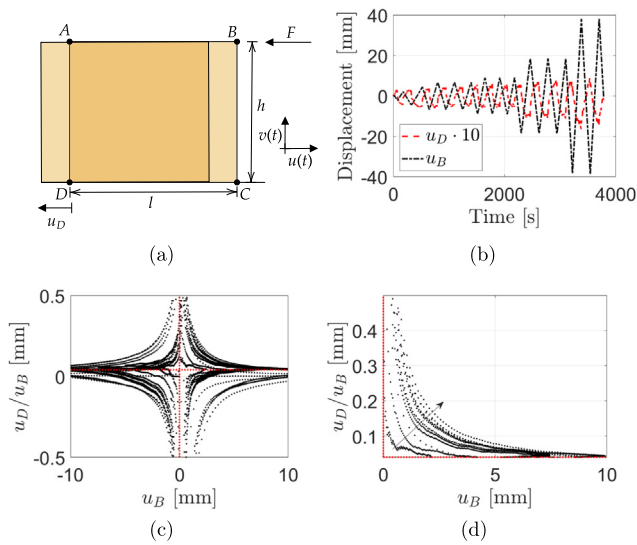 A
B
F
h
v(t)
u(t)
D
l
C
u_D
(a)
Displacement [mm]
40
20
0
-20
-40
u_D · 10
u_B
0
2000
4000
Time [s]
(b)
u_D/u_B [mm]
0.5
0
-0.5
-10
0
10
u_B [mm]
(c)
u_D/u_B [mm]
0.4
0.3
0.2
0.1
0
5
10
u_B [mm]
(d)